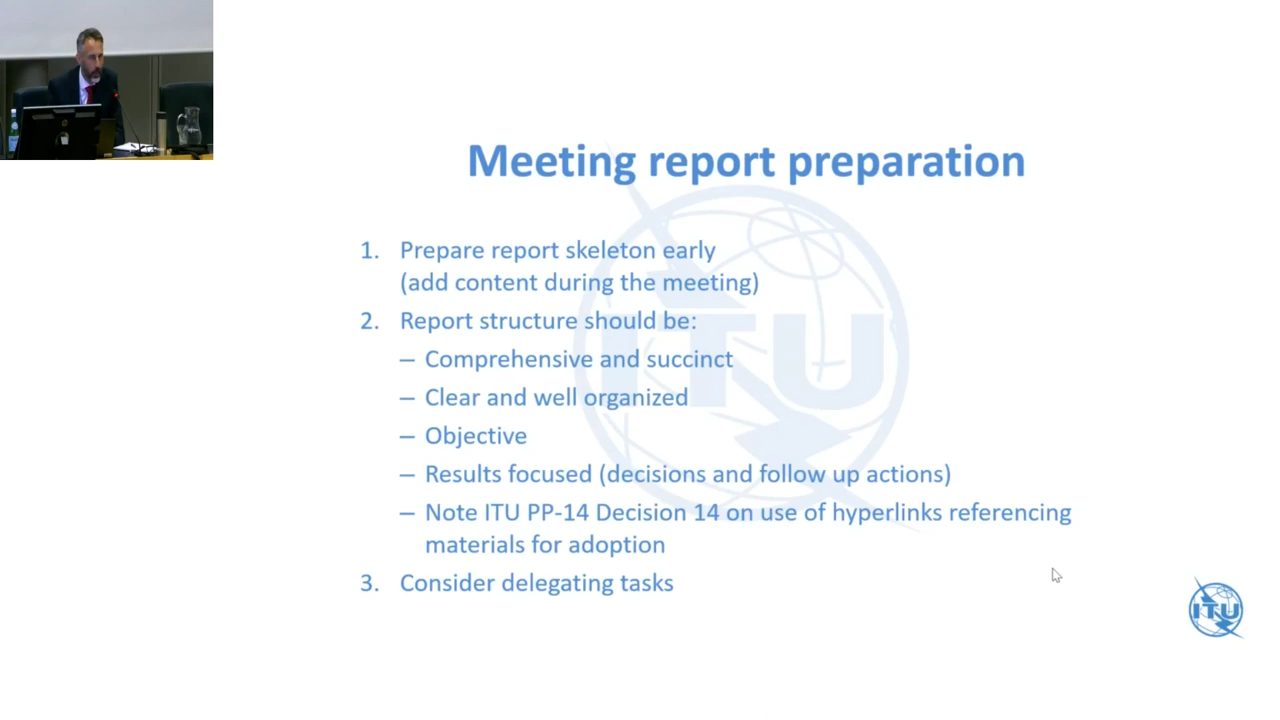 Meeting report preparation
1. Prepare report skeleton early
(add content during the meeting)
2. Report structure should be:
– Comprehensive and succinct
– Clear and well organized
– Objective
– Results focused (decisions and follow up actions)
– Note ITU PP-14 Decision 14 on use of hyperlinks referencing
materials for adoption
3. Consider delegating tasks
ITU
ITU